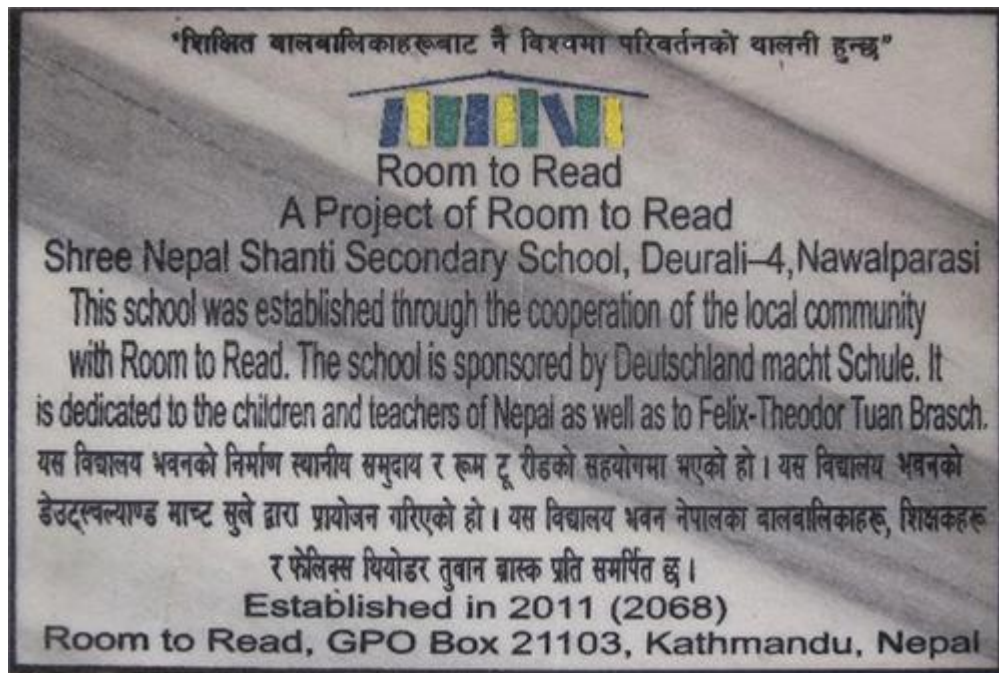 "शिक्षित बालबालिकाहरूबाट नै विश्वमा परिवर्तनको थालनी हुन्छ"
Room to Read
A Project of Room to Read
Shree Nepal Shanti Secondary School, Deurali–4, Nawalparasi
This school was established through the cooperation of the local community
with Room to Read. The school is sponsored by Deutschland macht Schule. It
is dedicated to the children and teachers of Nepal as well as to Felix-Theodor Tuan Brasch.
यस विद्यालय भवनको निर्माण स्थानीय समुदाय र रूम टू रीडको सहयोगमा भएको हो । यस विद्यालय भवनको
डेउट्स्चल्याण्ड माच्ट सुले द्वारा प्रायोजन गरिएको हो । यस विद्यालय भवन नेपालका बालबालिकाहरू, शिक्षकहरू
र फेलिक्स थियोडर तुवान ब्रास्क प्रति समर्पित छ ।
Established in 2011 (2068)
Room to Read, GPO Box 21103, Kathmandu, Nepal